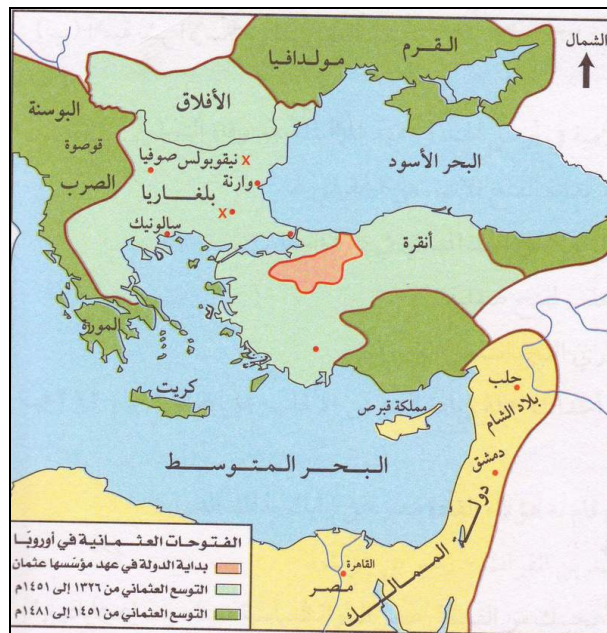 الشمال
القرم
مولدافيا
الأفلاق
البوسنة
قوصوة
الصرب
صوفيا
نيقوبولس x
وارنة
بلغاريا
x
سالونيك
البحر الأسود
أنقرة
المورة
كريت
مملكة قبرص
حلب
بلاد الشام
دمشق
البحر المتوسط
دولة المماليك
القاهرة
مصر
الفتوحات العثمانية في أوروبا
بداية الدولة في عهد مؤسسها عثمان
التوسع العثماني من ١٣٢٦ إلى ١٤٥١م
التوسع العثماني من ١٤٥١ إلى ١٤٨١م